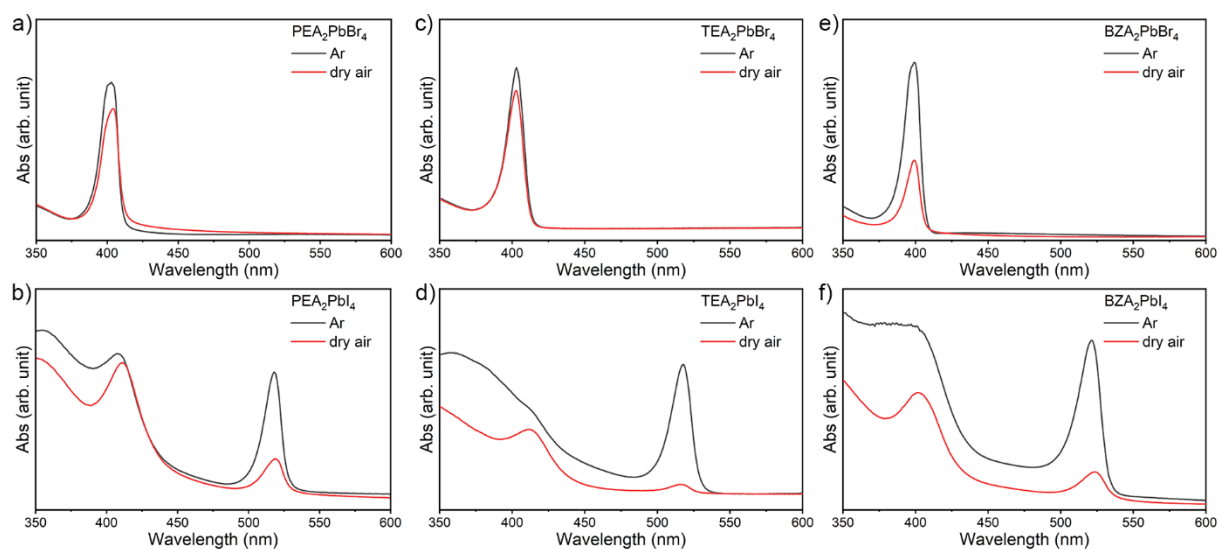 a)
PEA₂PbBr₄
Ar
dry air
Abs (arb. unit)
350 400 450 500 550 600
Wavelength (nm)
c)
TEA₂PbBr₄
Ar
dry air
Abs (arb. unit)
350 400 450 500 550 600
Wavelength (nm)
e)
BZA₂PbBr₄
Ar
dry air
Abs (arb. unit)
350 400 450 500 550 600
Wavelength (nm)
b)
PEA₂PbI₄
Ar
dry air
Abs (arb. unit)
350 400 450 500 550 600
Wavelength (nm)
d)
TEA₂PbI₄
Ar
dry air
Abs (arb. unit)
350 400 450 500 550 600
Wavelength (nm)
f)
BZA₂PbI₄
Ar
dry air
Abs (arb. unit)
350 400 450 500 550 600
Wavelength (nm)